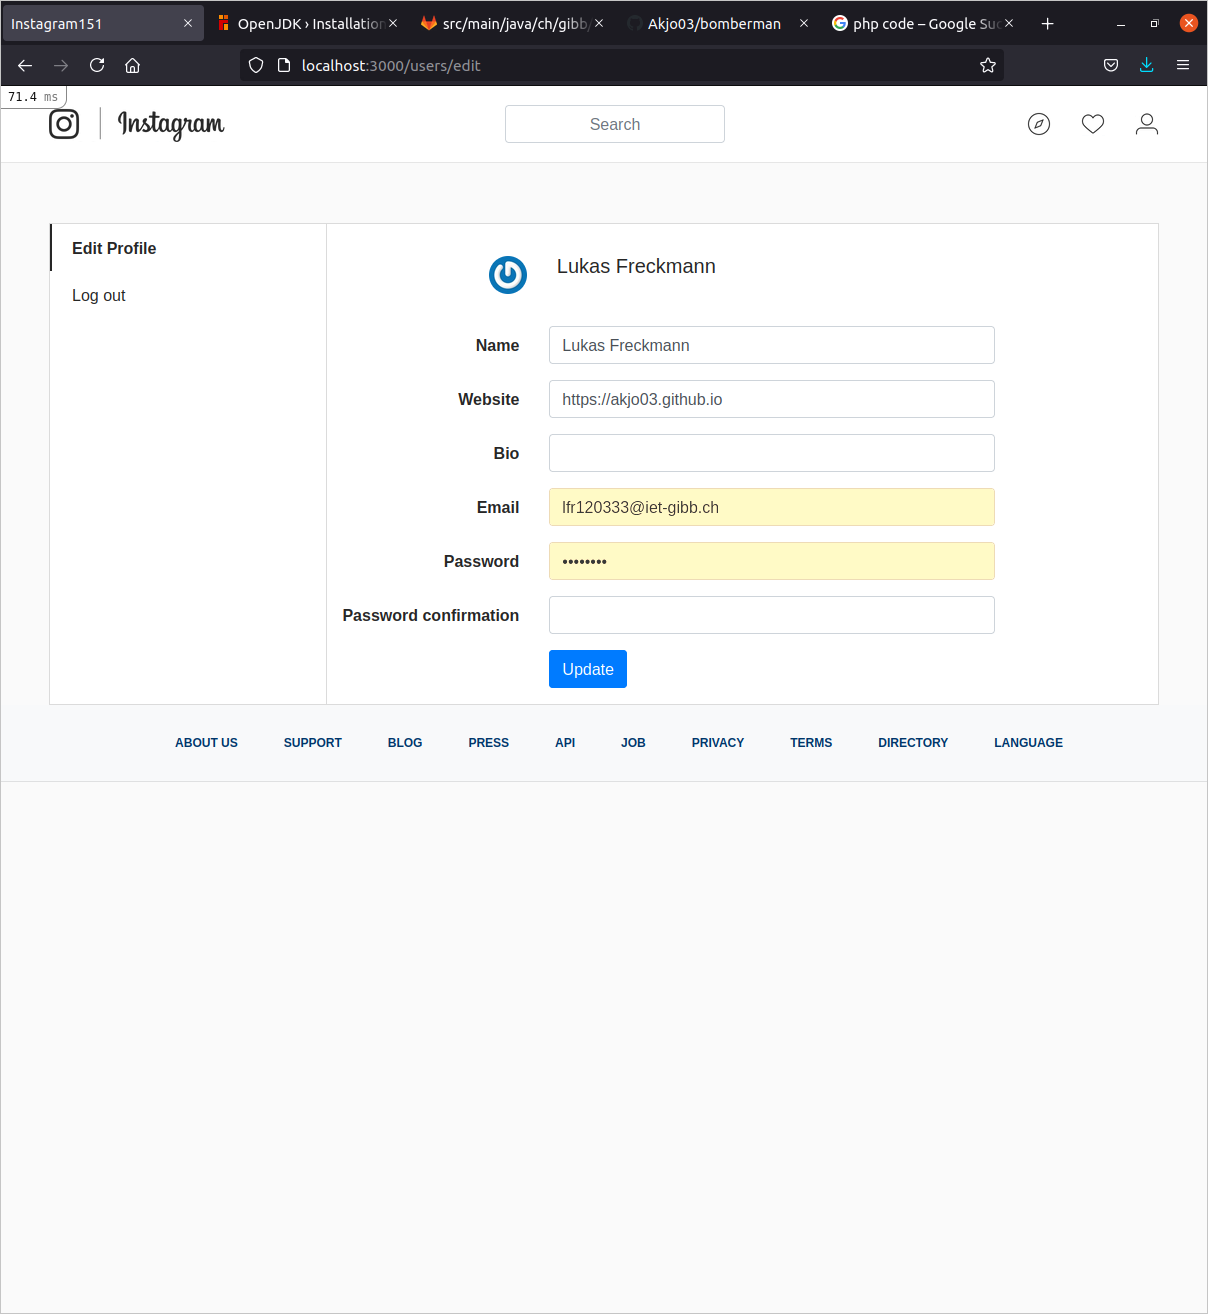 Instagram151
OpenJDK › Installation
src/main/java/ch/gibb/
Akjo03/bomberman
php code – Google Suc
localhost:3000/users/edit
71.4 ms
Instagram
Search
Edit Profile
Log out
Lukas Freckmann
Name
Lukas Freckmann
Website
https://akjo03.github.io
Bio
Email
lfr120333@iet-gibb.ch
Password
••••••••
Password confirmation
Update
ABOUT US SUPPORT BLOG PRESS API JOB PRIVACY TERMS DIRECTORY LANGUAGE